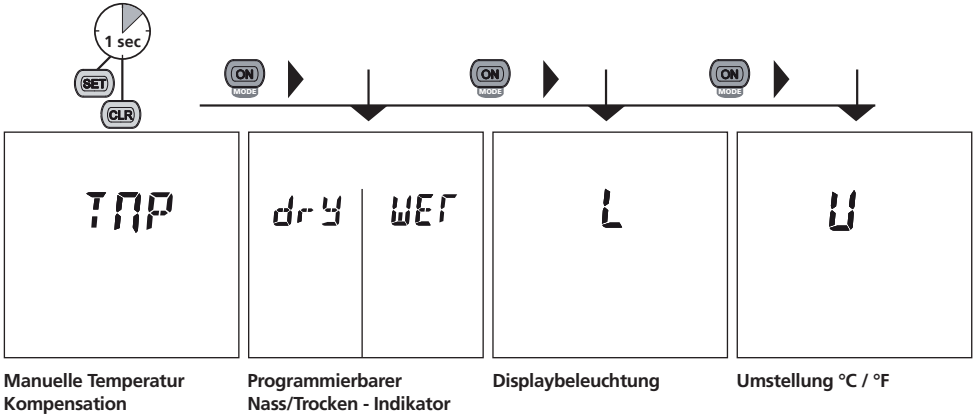 1 sec
SET
CLR
ON
MODE
ON
MODE
ON
MODE
TMP
dry
WET
L
U
Manuelle Temperatur
Kompensation
Programmierbarer
Nass/Trocken - Indikator
Displaybeleuchtung
Umstellung °C / °F